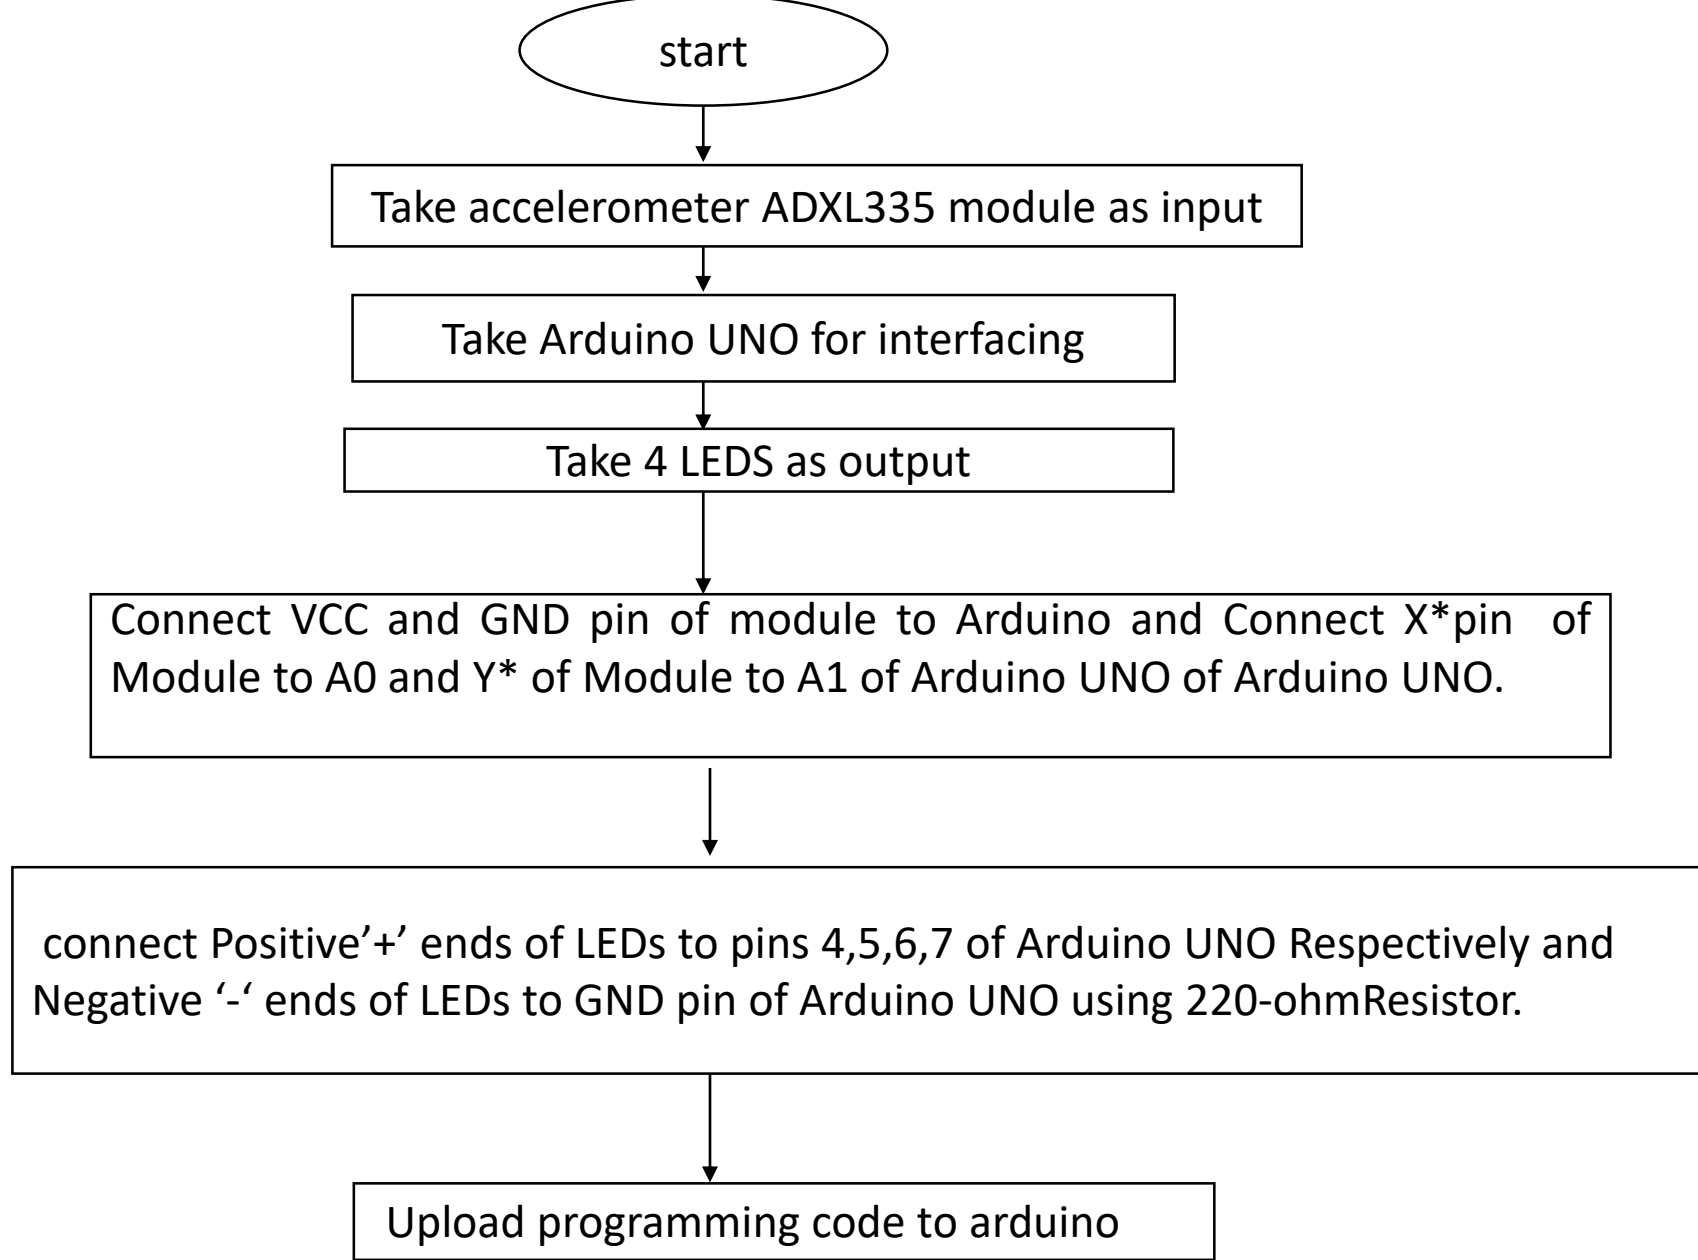 start
Take accelerometer ADXL335 module as input
Take Arduino UNO for interfacing
Take 4 LEDS as output
Connect VCC and GND pin of module to Arduino and Connect X*pin of
Module to A0 and Y* of Module to A1 of Arduino UNO of Arduino UNO.
connect Positive’+’ ends of LEDs to pins 4,5,6,7 of Arduino UNO Respectively and
Negative ‘-‘ ends of LEDs to GND pin of Arduino UNO using 220-ohmResistor.
Upload programming code to arduino